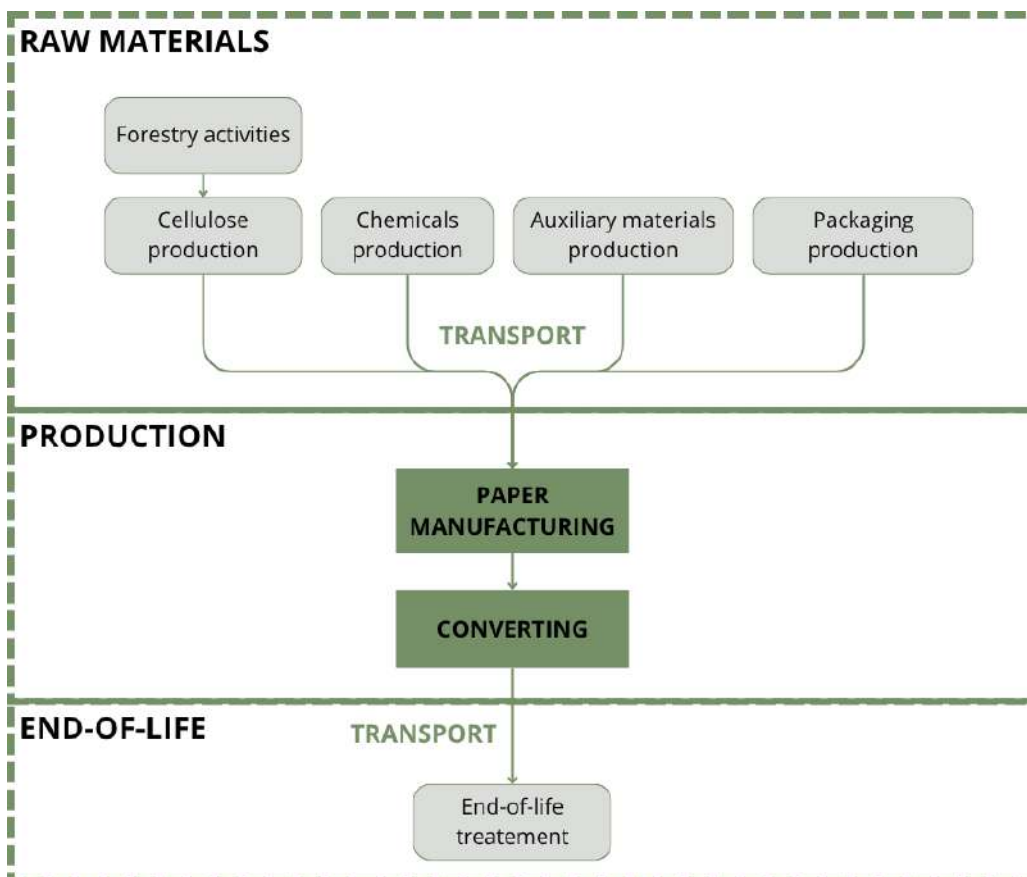 RAW MATERIALS
Forestry activities
Cellulose
production
Chemicals
production
Auxiliary materials
production
Packaging
production
TRANSPORT
PRODUCTION
PAPER
MANUFACTURING
CONVERTING
END-OF-LIFE
TRANSPORT
End-of-life
treatement